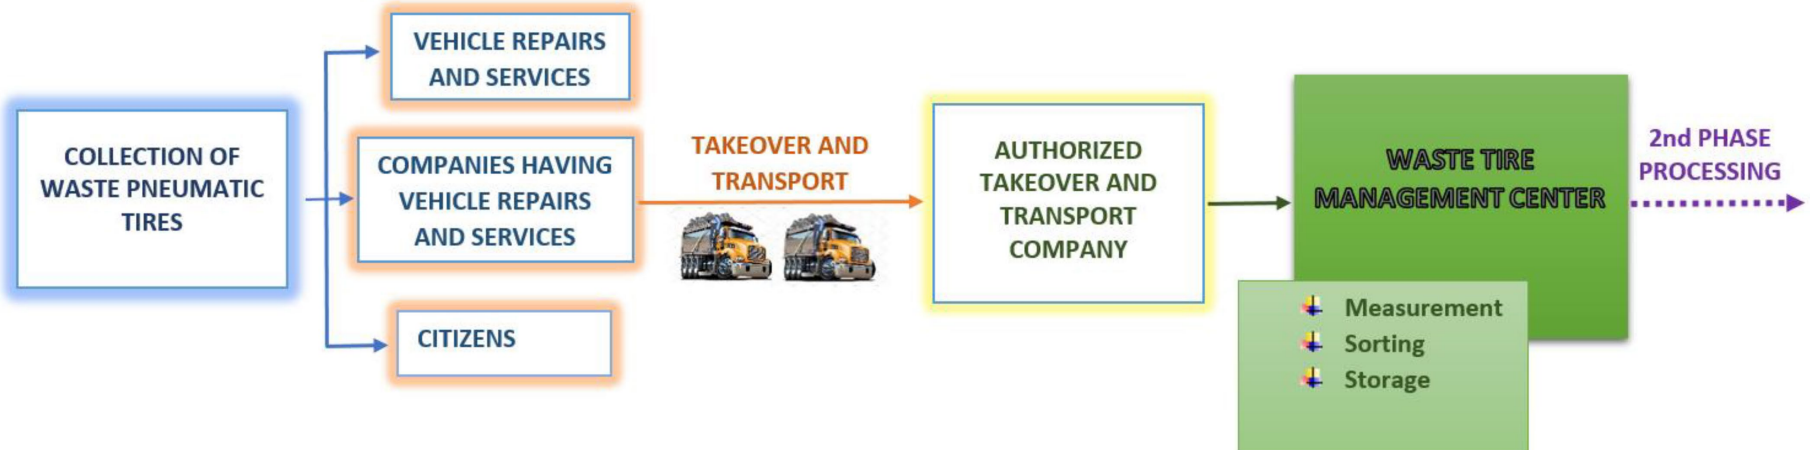 COLLECTION OF
WASTE PNEUMATIC
TIRES
VEHICLE REPAIRS
AND SERVICES
COMPANIES HAVING
VEHICLE REPAIRS
AND SERVICES
CITIZENS
TAKEOVER AND
TRANSPORT
AUTHORIZED
TAKEOVER AND
TRANSPORT
COMPANY
WASTE TIRE
MANAGEMENT CENTER
Measurement
Sorting
Storage
2nd PHASE
PROCESSING